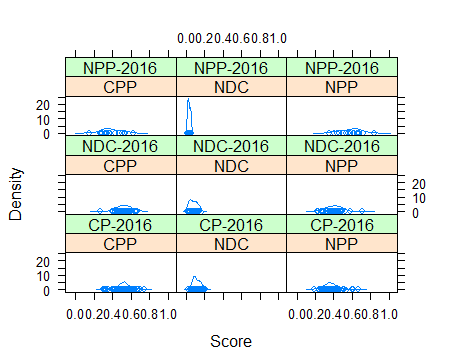 0.00.20.40.60.81.0
NPP-2016 NPP-2016 NPP-2016
CPP NDC NPP
20
10
0
NDC-2016 NDC-2016 NDC-2016
CPP NDC NPP
20
10
0
CP-2016 CP-2016 CP-2016
CPP NDC NPP
20
10
0
0.00.20.40.60.81.0 0.00.20.40.60.81.0
Density
Score